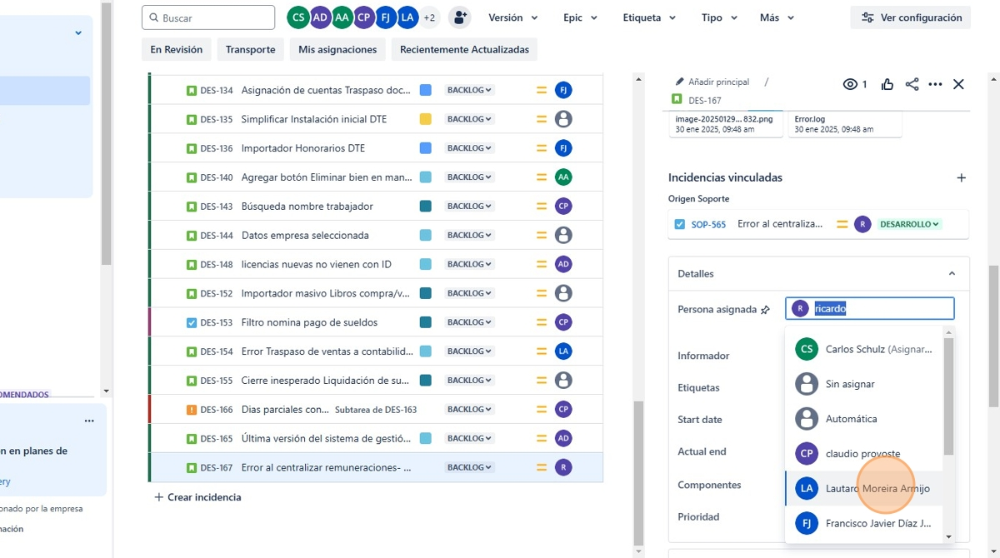 Buscar
CS AD AA CP FJ LA +2
Versión
Epic
Etiqueta
Tipo
Más
Ver configuración
En Revisión
Transporte
Mis asignaciones
Recientemente Actualizadas
DES-134 Asignación de cuentas Traspaso doc... BACKLOG FJ
DES-135 Simplificar Instalación inicial DTE BACKLOG
DES-136 Importador Honorarios DTE BACKLOG FJ
DES-140 Agregar botón Eliminar bien en man... BACKLOG AA
DES-143 Búsqueda nombre trabajador BACKLOG CP
DES-144 Datos empresa seleccionada BACKLOG
DES-148 licencias nuevas no vienen con ID BACKLOG AD
DES-152 Importador masivo Libros compra/v... BACKLOG
DES-153 Filtro nomina pago de sueldos BACKLOG CP
DES-154 Error Traspaso de ventas a contabilid... BACKLOG LA
DES-155 Cierre inesperado Liquidación de su... BACKLOG
DES-166 Dias parciales con... Subtarea de DES-163 BACKLOG CP
DES-165 Última versión del sistema de gestió... BACKLOG AD
DES-167 Error al centralizar remuneraciones- ... BACKLOG R
+ Crear incidencia
OMENDADOS
n en planes de
ery
onado por la empresa
nación
Añadir principal /
DES-167
1
image-20250129... 832.png
30 ene 2025, 09:48 am
Error.log
30 ene 2025, 09:48 am
Incidencias vinculadas
Origen Soporte
SOP-565 Error al centraliza... R DESARROLLO
Detalles
Persona asignada
R ricardo
Informador
Etiquetas
Start date
Actual end
Componentes
Prioridad
CS Carlos Schulz (Asignar...
Sin asignar
Automática
CP claudio provoste
LA Lautaro Moreira Armijo
FJ Francisco Javier Díaz J...